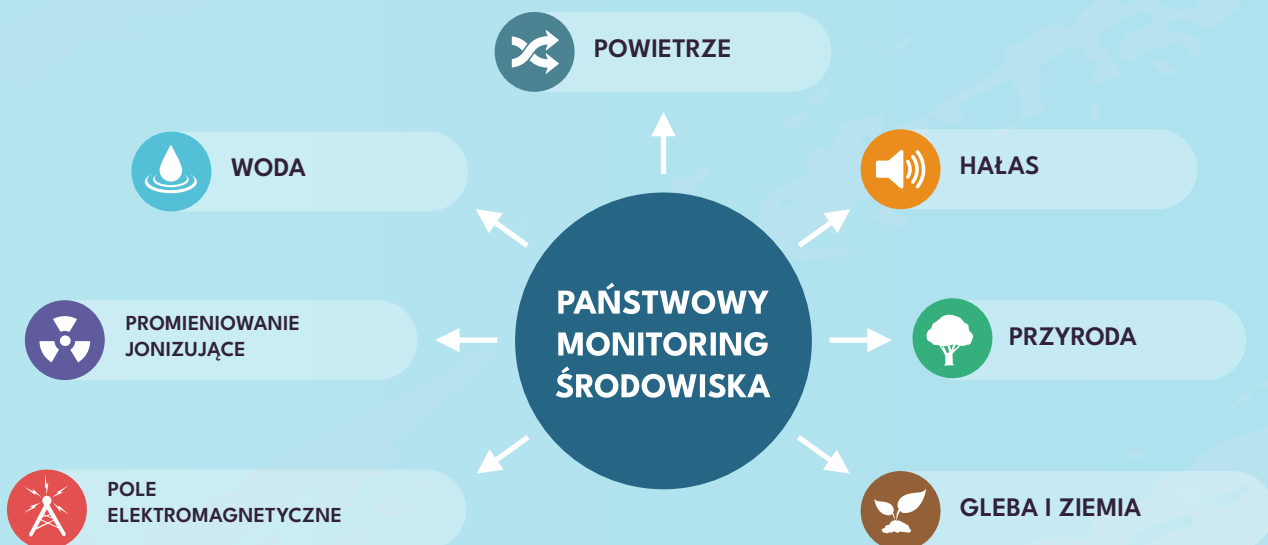 POWIETRZE
WODA
HAŁAS
PAŃSTWOWY
MONITORING
ŚRODOWISKA
PROMIENIOWANIE
JONIZUJĄCE
PRZYRODA
POLE
ELEKTROMAGNETYCZNE
GLEBA I ZIEMIA